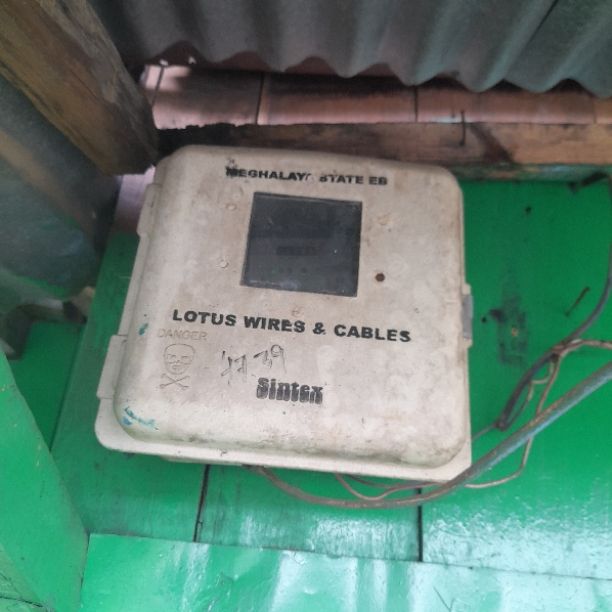 MEGHALAYA STATE EB
LOTUS WIRES & CABLES
DANGER
Sintex